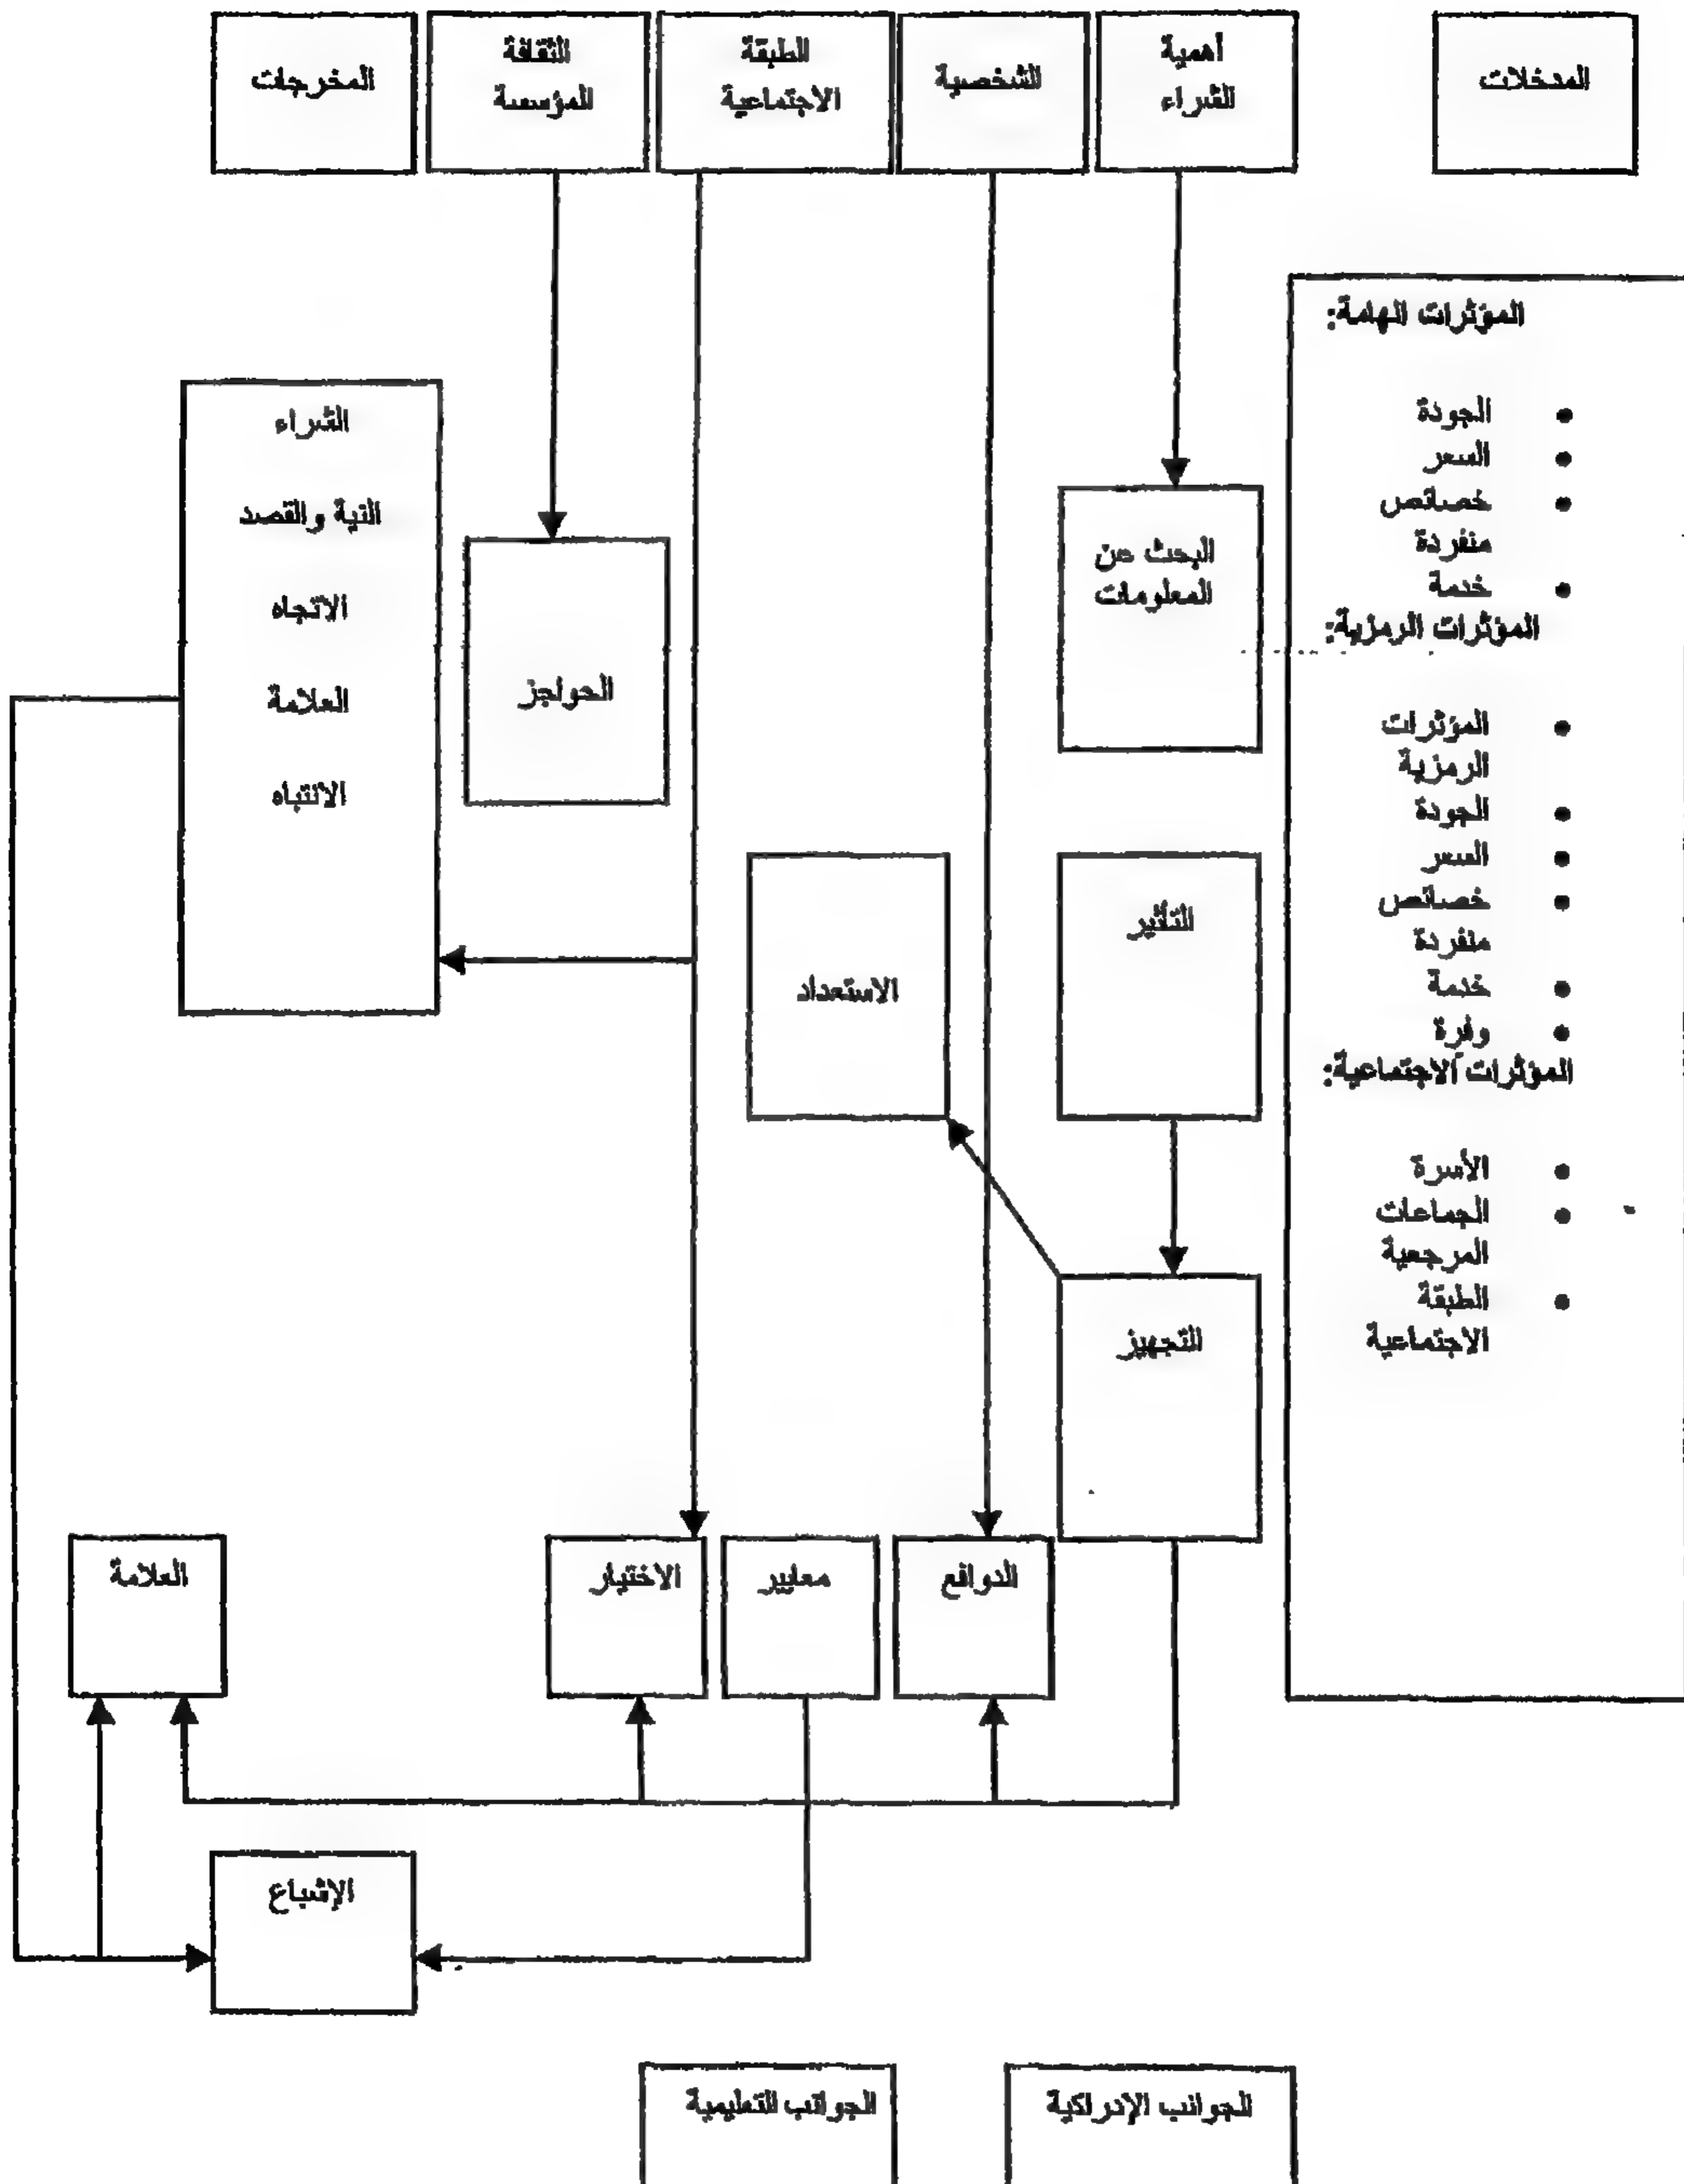 المدخلات
أهمية
الشراء
الشخصية
الطبقة
الاجتماعية
الثقافة
المؤسسة
المخرجات
المؤثرات الهامة:
• الجودة
• السعر
• خصائص
منفردة
• خدمة
المؤثرات الرمزية:
• المؤثرات
الرمزية
• الجودة
• السعر
• خصائص
منفردة
• خدمة
• وفرة
المؤثرات الاجتماعية:
• الأسرة
• الجماعات
المرجعية
• الطبقة
الاجتماعية
البحث عن
المعلومات
الحواجز
الشراء
النية والقصد
الاتجاه
العلامة
الانتباه
التأثير
الاستعداد
التجهيز
الدوافع
معايير
الاختيار
العلامة
الإشباع
الجوانب الإدراكية
الجوانب التعليمية